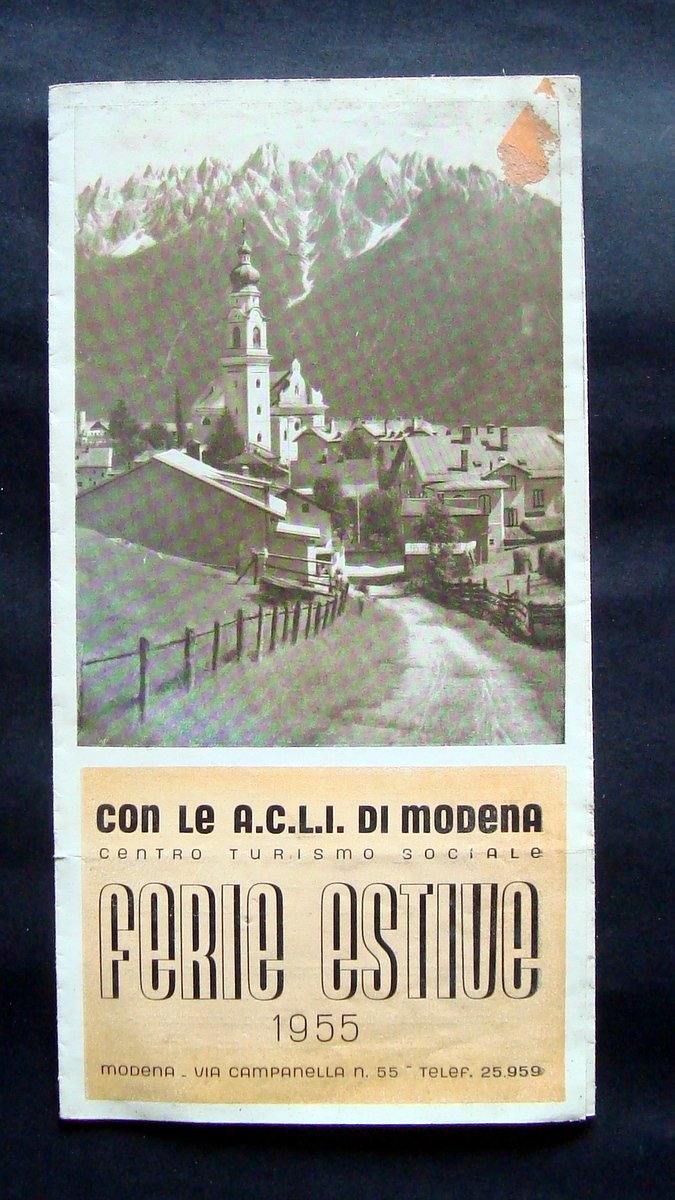 con Le A.C.L.I. DI moDena
cenTRO TURISMO SOCIALe
FeRIe eSTIVe
1955
moDena - VIA CAMPANELLA n. 55 - TeLeF. 25.959